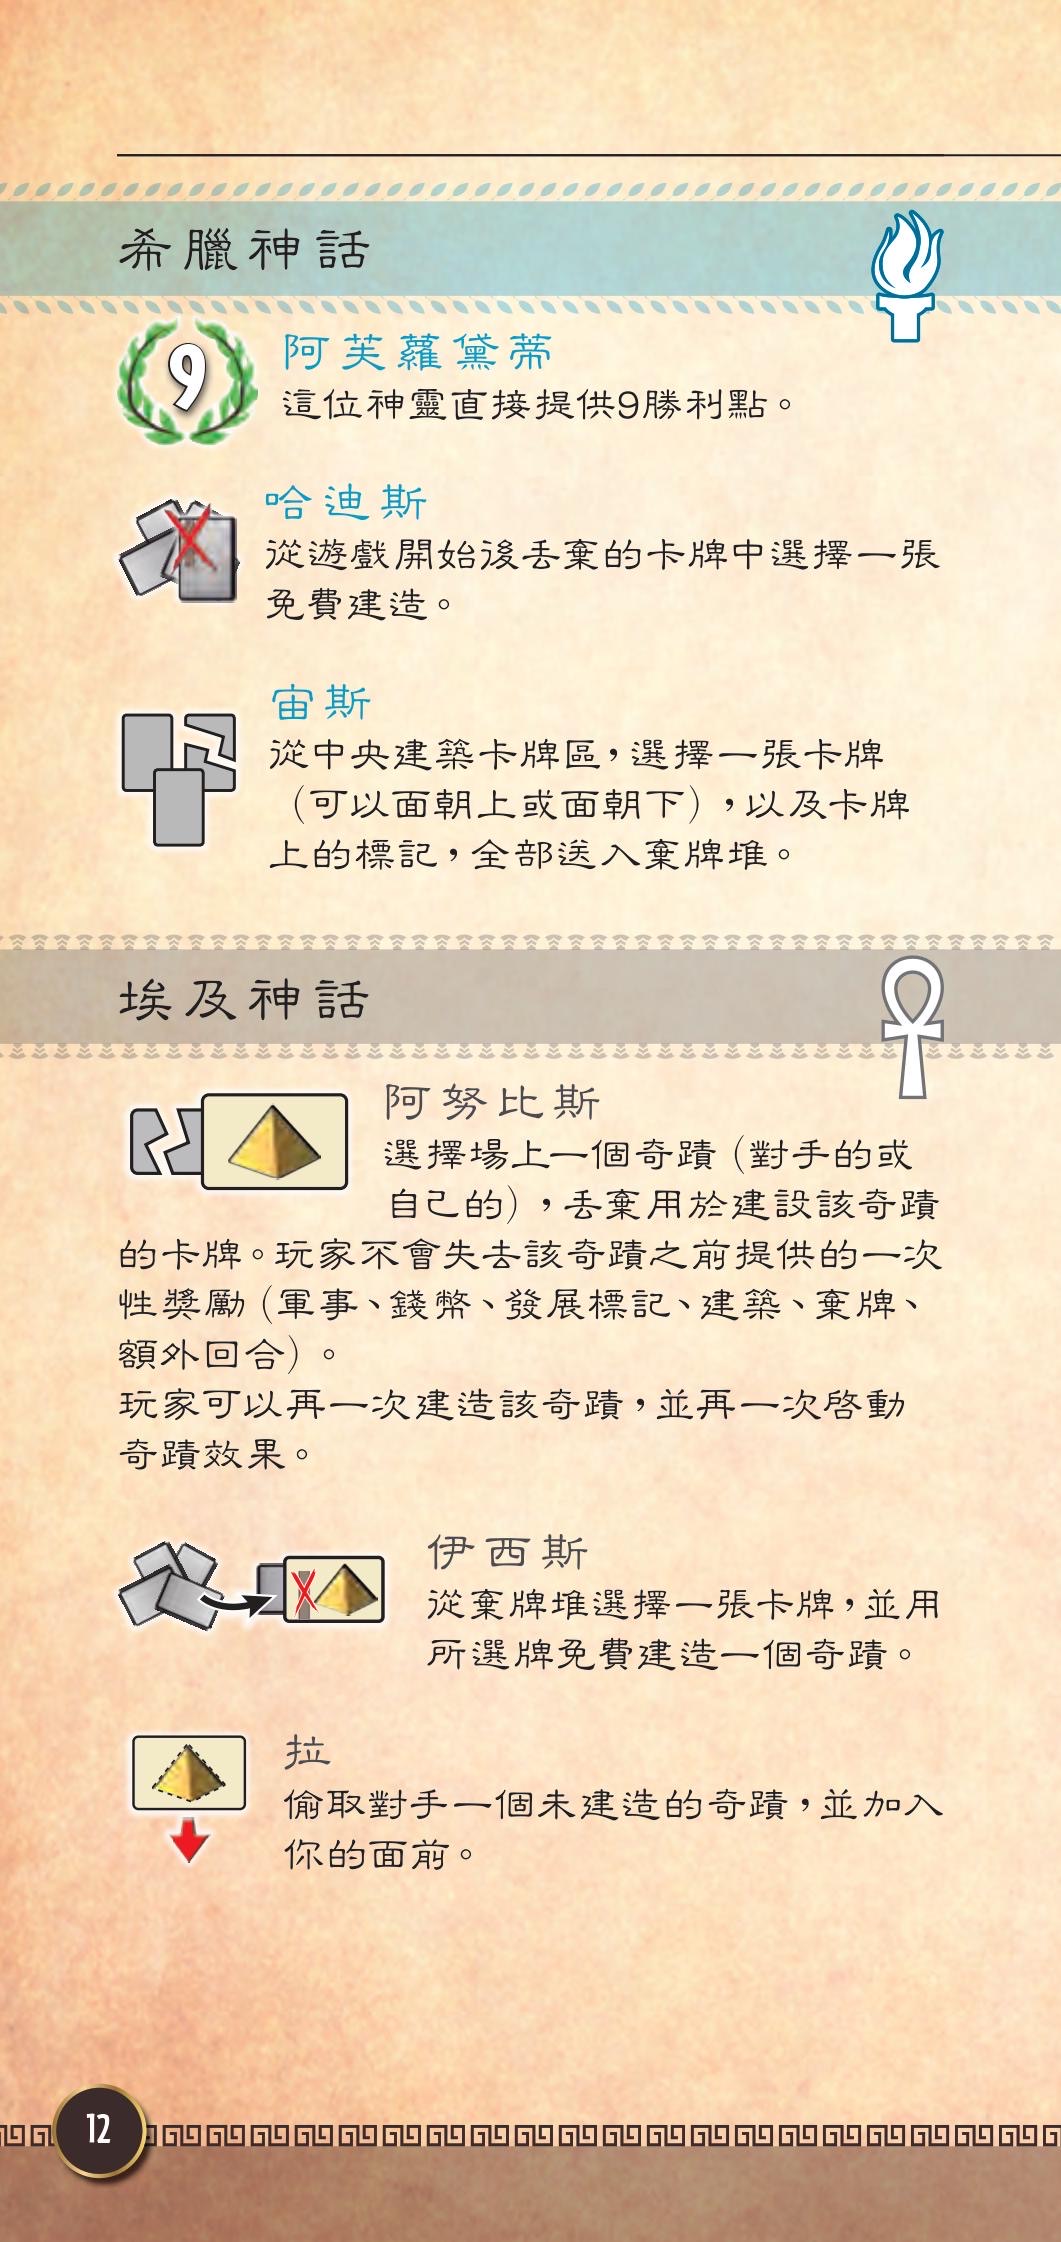 希臘神話
9
阿芙蘿黛蒂
這位神靈直接提供9勝利點。
哈迪斯
從遊戲開始後丟棄的卡牌中選擇一張
免費建造。
宙斯
從中央建築卡牌區，選擇一張卡牌
（可以面朝上或面朝下），以及卡牌
上的標記，全部送入棄牌堆。
埃及神話
阿努比斯
選擇場上一個奇蹟（對手的或
自己的），丟棄用於建設該奇蹟
的卡牌。玩家不會失去該奇蹟之前提供的一次
性獎勵（軍事、錢幣、發展標記、建築、棄牌、
額外回合）。
玩家可以再一次建造該奇蹟，並再一次啓動
奇蹟效果。
伊西斯
從棄牌堆選擇一張卡牌，並用
所選牌免費建造一個奇蹟。
拉
偷取對手一個未建造的奇蹟，並加入
你的面前。
12